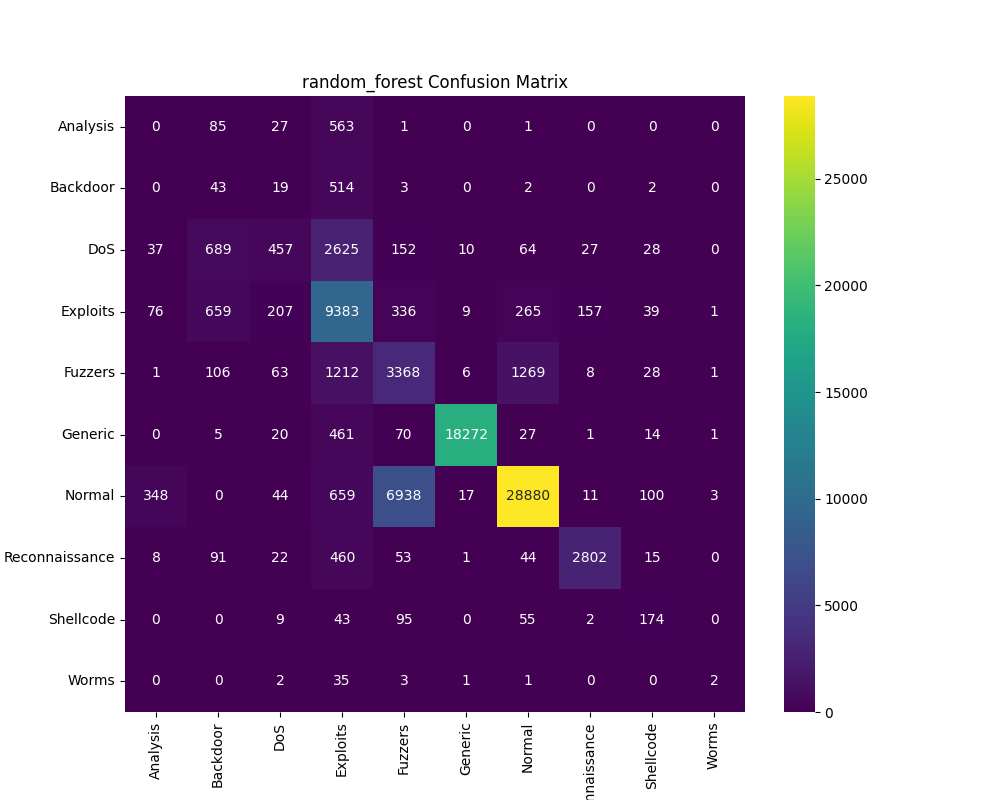 random_forest Confusion Matrix
Analysis 0 85 27 563 1 0 1 0 0 0
Backdoor 0 43 19 514 3 0 2 0 2 0
DoS 37 689 457 2625 152 10 64 27 28 0
Exploits 76 659 207 9383 336 9 265 157 39 1
Fuzzers 1 106 63 1212 3368 6 1269 8 28 1
Generic 0 5 20 461 70 18272 27 1 14 1
Normal 348 0 44 659 6938 17 28880 11 100 3
Reconnaissance 8 91 22 460 53 1 44 2802 15 0
Shellcode 0 0 9 43 95 0 55 2 174 0
Worms 0 0 2 35 3 1 1 0 0 2
Analysis Backdoor DoS Exploits Fuzzers Generic Normal nnaissance Shellcode Worms
25000
20000
15000
10000
5000
0